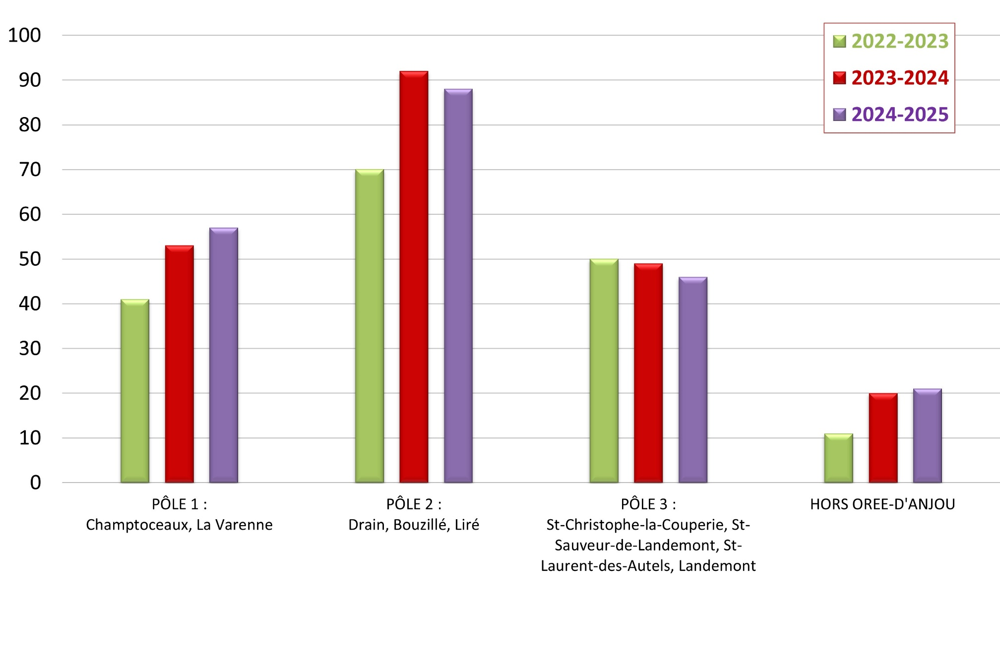 100
90
80
70
60
50
40
30
20
10
0
2022-2023
2023-2024
2024-2025
PÔLE 1 :
Champtoceaux, La Varenne
PÔLE 2 :
Drain, Bouzillé, Liré
PÔLE 3 :
St-Christophe-la-Couperie, St-
Sauveur-de-Landemont, St-
Laurent-des-Autels, Landemont
HORS OREE-D'ANJOU